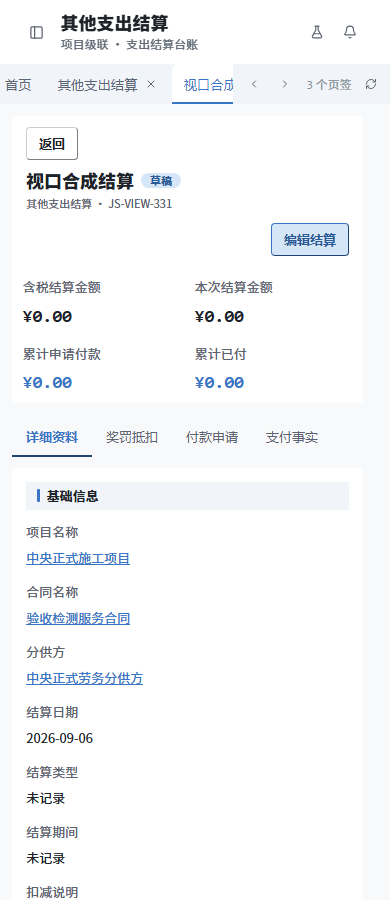 其他支出结算
项目级联 • 支出结算台账
首页 其他支出结算 × 视口合成 3 个页签
返回
视口合成结算 草稿
其他支出结算 • JS-VIEW-331
编辑结算
含税结算金额 本次结算金额
¥0.00 ¥0.00
累计申请付款 累计已付
¥0.00 ¥0.00
详细资料 奖罚抵扣 付款申请 支付事实
基础信息
项目名称
中央正式施工项目
合同名称
验收检测服务合同
分供方
中央正式劳务分供方
结算日期
2026-09-06
结算类型
未记录
结算期间
未记录
扣减说明